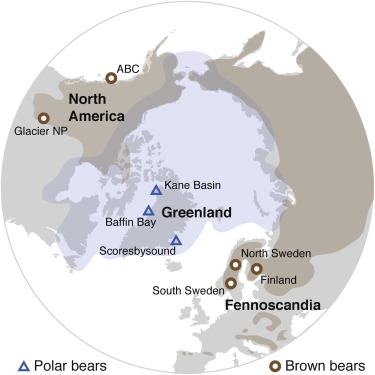 ABC
North
America
Glacier NP
Kane Basin
Greenland
Baffin Bay
Scoresbysound
North Sweden
Finland
South Sweden
Fennoscandia
Polar bears
Brown bears